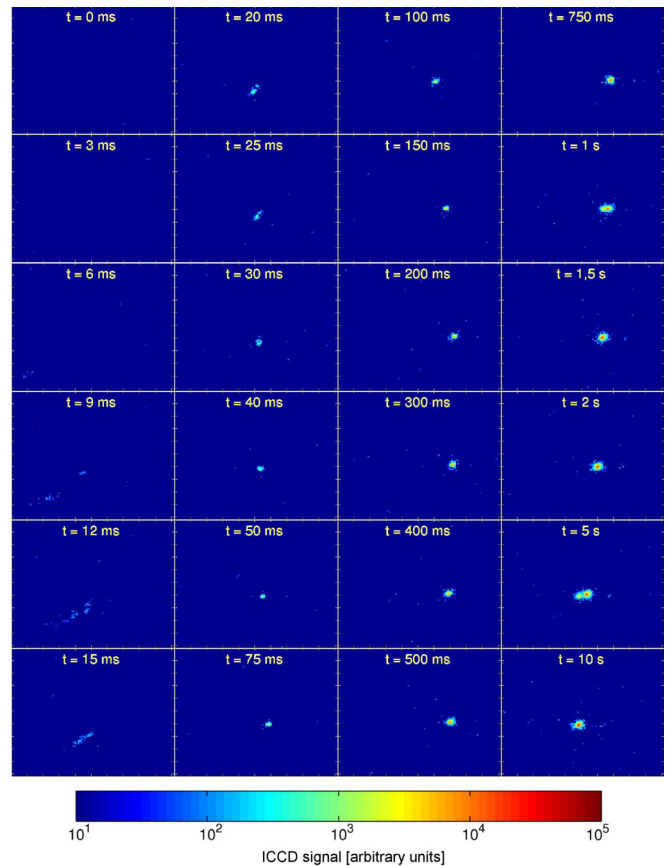 t = 0 ms
t = 20 ms
t = 100 ms
t = 750 ms
t = 3 ms
t = 25 ms
t = 150 ms
t = 1 s
t = 6 ms
t = 30 ms
t = 200 ms
t = 1,5 s
t = 9 ms
t = 40 ms
t = 300 ms
t = 2 s
t = 12 ms
t = 50 ms
t = 400 ms
t = 5 s
t = 15 ms
t = 75 ms
t = 500 ms
t = 10 s
10¹ 10² 10³ 10⁴ 10⁵
ICCD signal [arbitrary units]